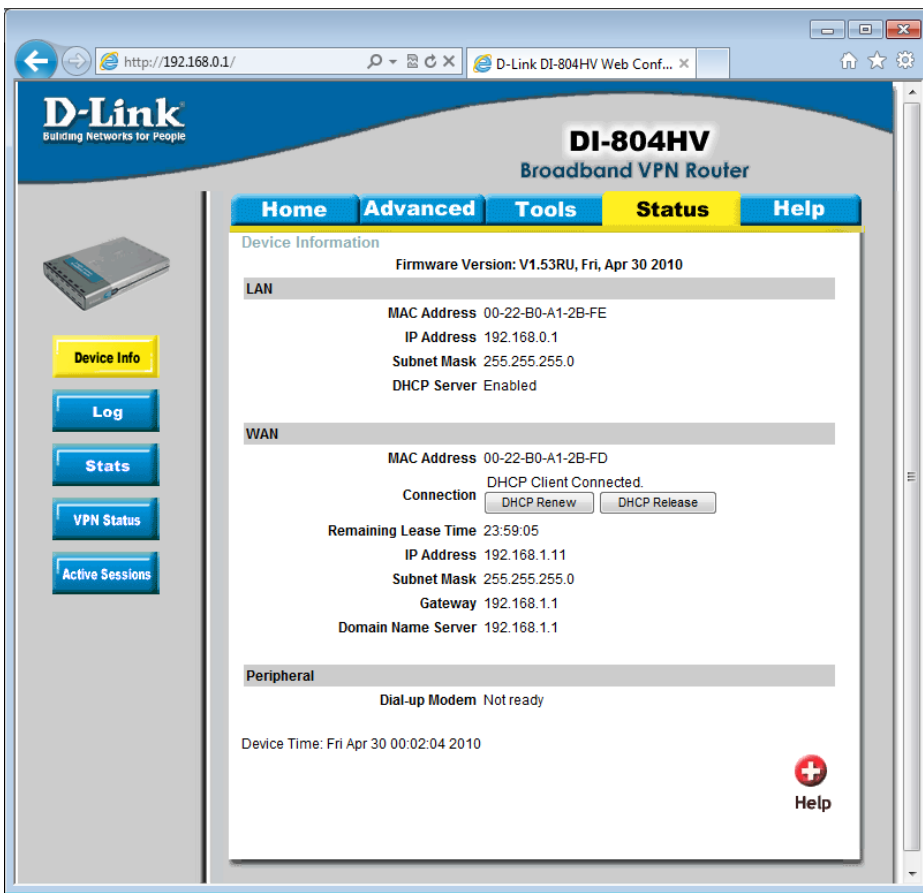 http://192.168.0.1/
D-Link DI-804HV Web Conf...
D-Link
Building Networks for People
DI-804HV
Broadband VPN Router
Home Advanced Tools Status Help
Device Info
Log
Stats
VPN Status
Active Sessions
Device Information
Firmware Version: V1.53RU, Fri, Apr 30 2010
LAN
MAC Address 00-22-B0-A1-2B-FE
IP Address 192.168.0.1
Subnet Mask 255.255.255.0
DHCP Server Enabled
WAN
MAC Address 00-22-B0-A1-2B-FD
Connection DHCP Client Connected.
DHCP Renew DHCP Release
Remaining Lease Time 23:59:05
IP Address 192.168.1.11
Subnet Mask 255.255.255.0
Gateway 192.168.1.1
Domain Name Server 192.168.1.1
Peripheral
Dial-up Modem Not ready
Device Time: Fri Apr 30 00:02:04 2010
Help